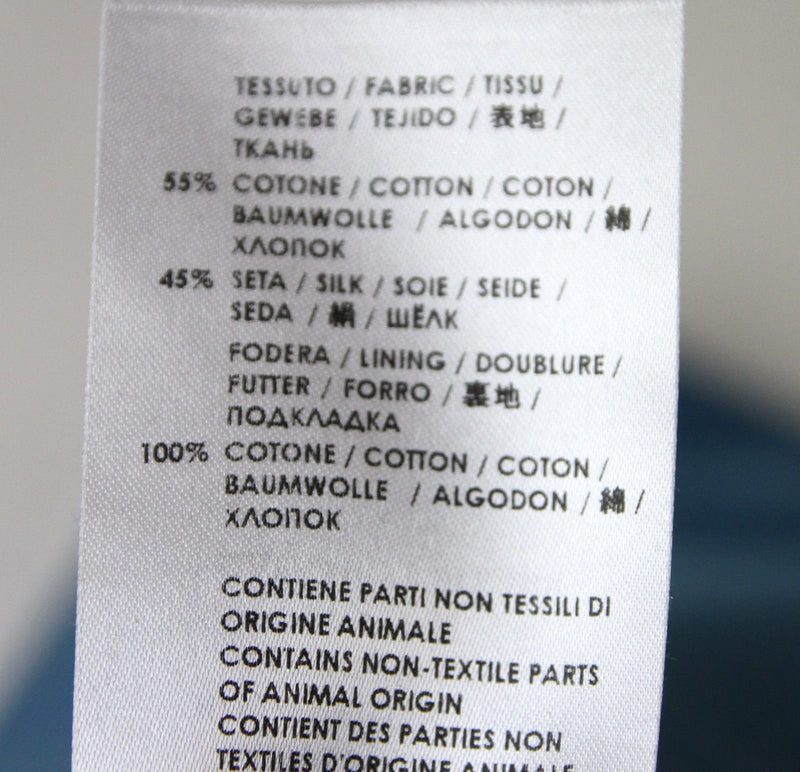 TESSUTO / FABRIC / TISSU /
GEWEBE / TEJIDO / 表地 /
ТКАНЬ
55% COTONE / COTTON / COTON /
BAUMWOLLE / ALGODON / 綿 /
ХЛОПОК
45% SETA / SILK / SOIE / SEIDE /
SEDA / 絹 / ШЁЛК
FODERA / LINING / DOUBLURE /
FUTTER / FORRO / 裏地 /
ПОДКЛАДКА
100% COTONE / COTTON / COTON /
BAUMWOLLE / ALGODON / 綿 /
ХЛОПОК
CONTIENE PARTI NON TESSILI DI
ORIGINE ANIMALE
CONTAINS NON-TEXTILE PARTS
OF ANIMAL ORIGIN
CONTIENT DES PARTIES NON
TEXTILES D'ORIGINE ANIMALE